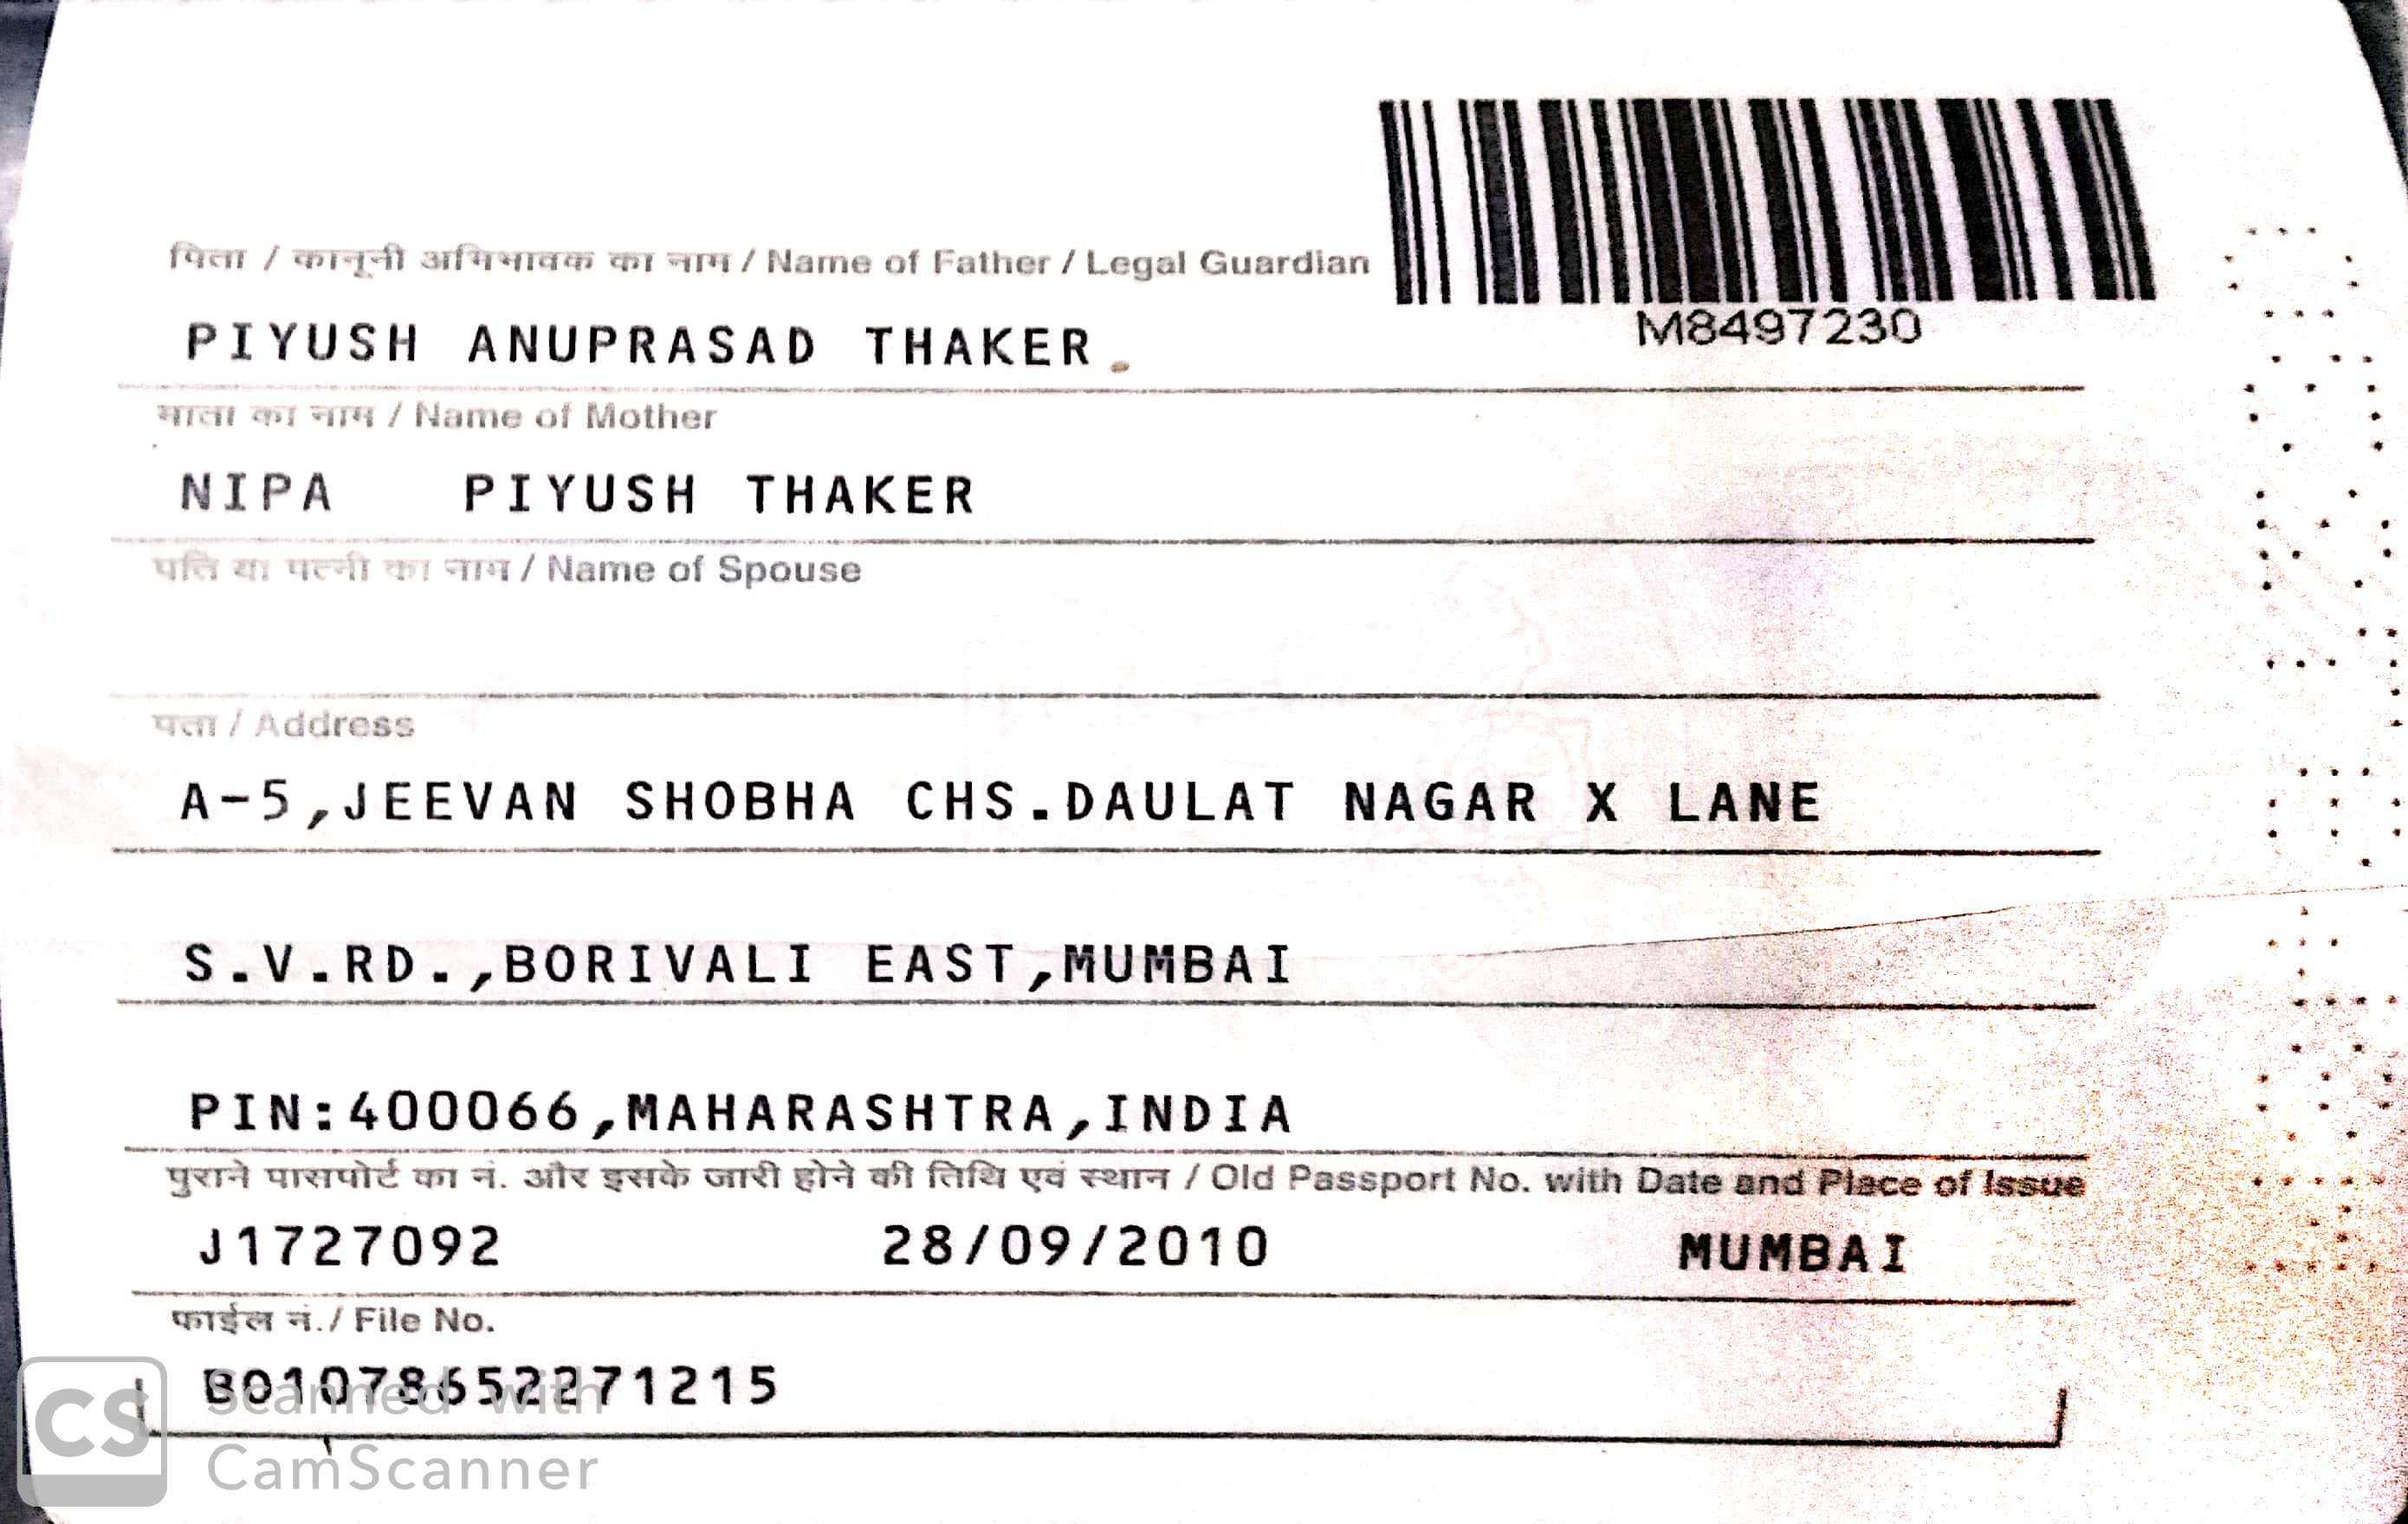 M8497230
पिता / कानूनी अभिभावक का नाम / Name of Father / Legal Guardian
PIYUSH ANUPRASAD THAKER
माता का नाम / Name of Mother
NIPA PIYUSH THAKER
पति या पत्नी का नाम / Name of Spouse
पता / Address
A-5,JEEVAN SHOBHA CHS.DAULAT NAGAR X LANE
S.V.RD.,BORIVALI EAST,MUMBAI
PIN:400066,MAHARASHTRA,INDIA
पुराने पासपोर्ट का नं. और इसके जारी होने की तिथि एवं स्थान / Old Passport No. with Date and Place of Issue
J1727092 28/09/2010 MUMBAI
फाईल नं./ File No.
BO1078652271215
CS Scanned with
CamScanner